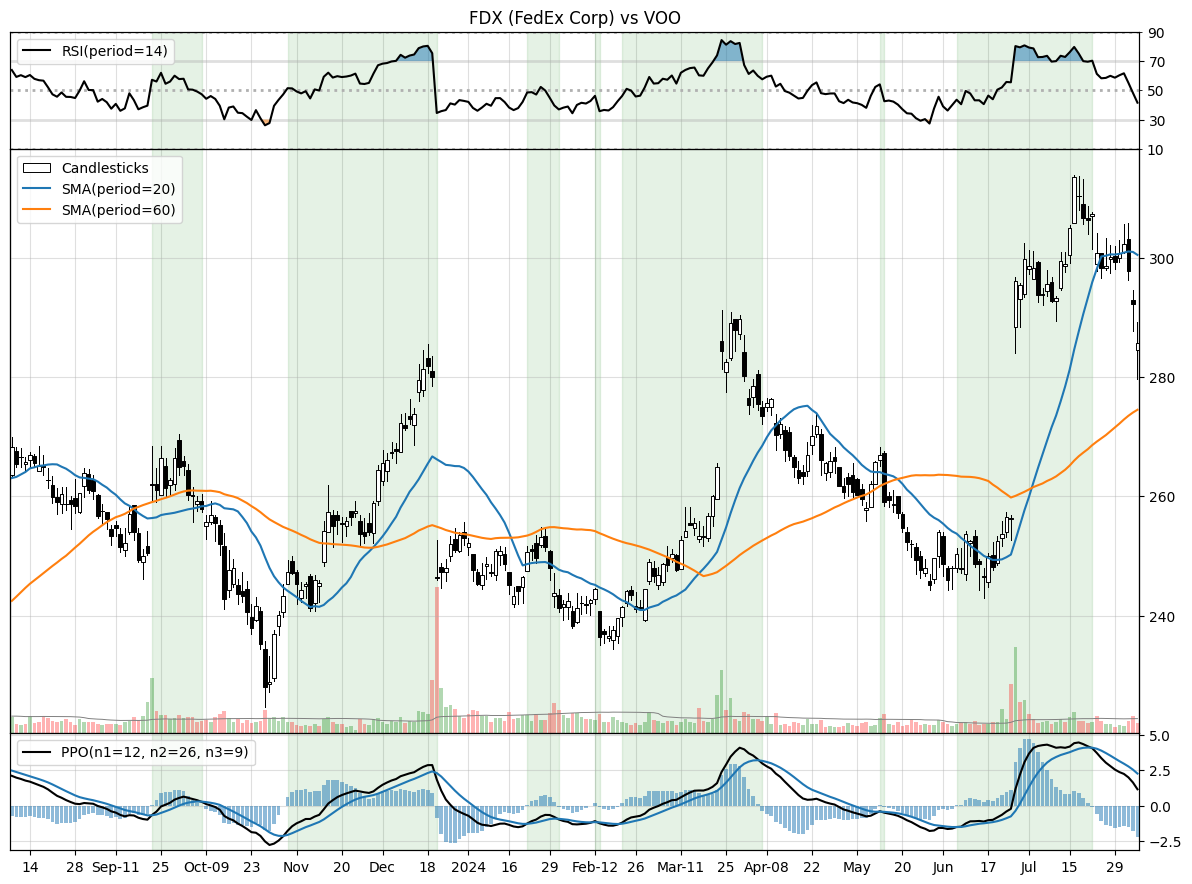 FDX (FedEx Corp) vs VOO
RSI(period=14)
90
70
50
30
10
Candlesticks
SMA(period=20)
SMA(period=60)
300
280
260
240
PPO(n1=12, n2=26, n3=9)
5.0
2.5
0.0
−2.5
14 28 Sep-11 25 Oct-09 23 Nov 20 Dec 18 2024 16 29 Feb-12 26 Mar-11 25 Apr-08 22 May 20 Jun 17 Jul 15 29